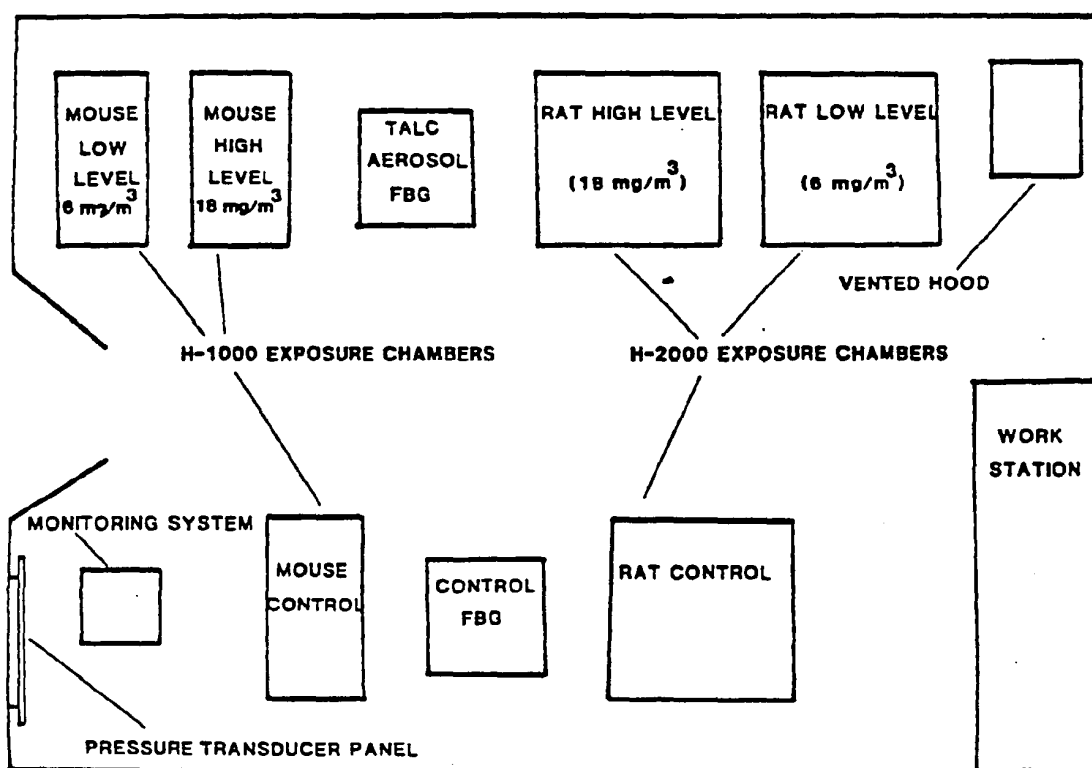 MOUSE
LOW
LEVEL
6 mg/m³
MOUSE
HIGH
LEVEL
18 mg/m³
TALC
AEROSOL
FBG
RAT HIGH LEVEL
(18 mg/m³)
RAT LOW LEVEL
(6 mg/m³)
VENTED HOOD
H-1000 EXPOSURE CHAMBERS
H-2000 EXPOSURE CHAMBERS
WORK
STATION
MONITORING SYSTEM
MOUSE
CONTROL
CONTROL
FBG
RAT CONTROL
PRESSURE TRANSDUCER PANEL